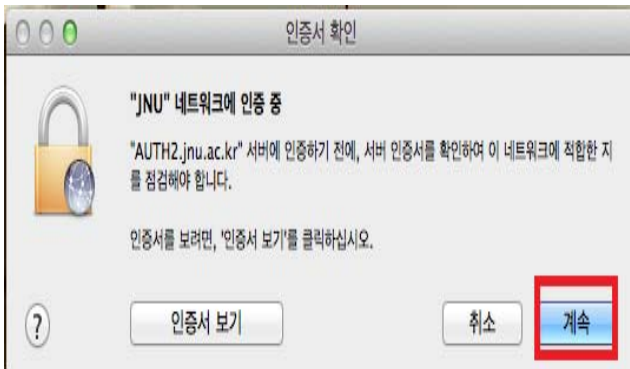 인증서 확인
"JNU" 네트워크에 인증 중
"AUTH2.jnu.ac.kr" 서버에 인증하기 전에, 서버 인증서를 확인하여 이 네트워크에 적합한 지
를 점검해야 합니다.
인증서를 보려면, '인증서 보기'를 클릭하십시오.
?
인증서 보기
취소
계속